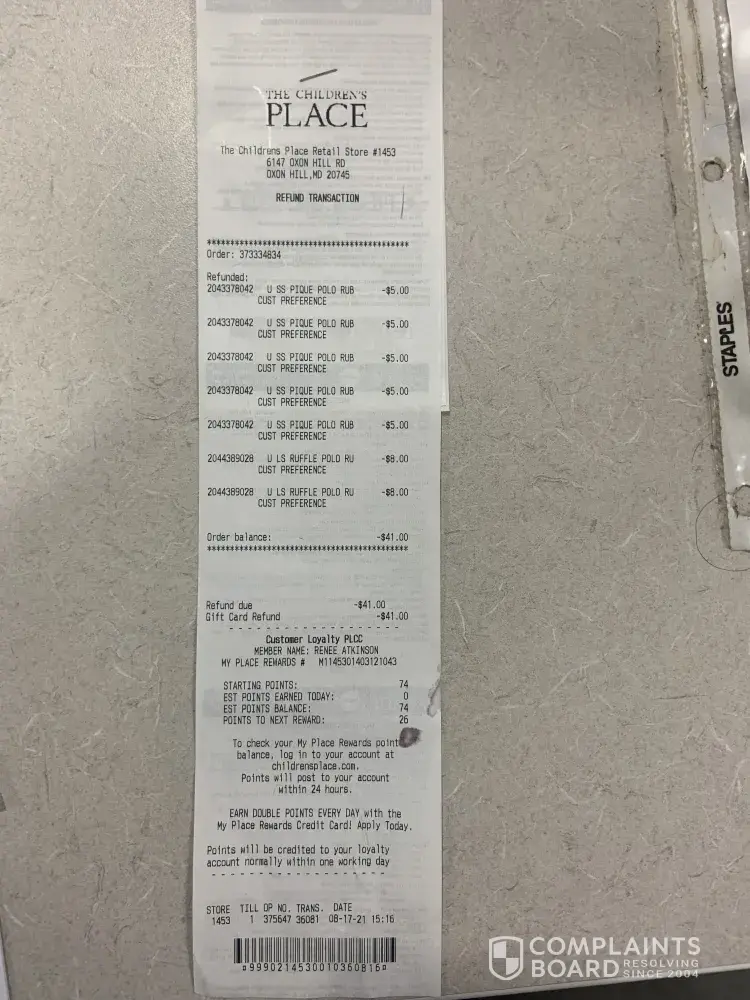 THE CHILDREN'S
PLACE
The Childrens Place Retail Store #1453
6147 OXON HILL RD
OXON HILL,MD 20745
REFUND TRANSACTION
******************************************
Order: 373334834
Refunded:
2043378042 U SS PIQUE POLO RUB -$5.00
CUST PREFERENCE
2043378042 U SS PIQUE POLO RUB -$5.00
CUST PREFERENCE
2043378042 U SS PIQUE POLO RUB -$5.00
CUST PREFERENCE
2043378042 U SS PIQUE POLO RUB -$5.00
CUST PREFERENCE
2043378042 U SS PIQUE POLO RUB -$5.00
CUST PREFERENCE
2044389028 U LS RUFFLE POLO RU -$8.00
CUST PREFERENCE
2044389028 U LS RUFFLE POLO RU -$8.00
CUST PREFERENCE
Order balance: -$41.00
******************************************
Refund due -$41.00
Gift Card Refund -$41.00
- - - - - - - - - - - - - - - - - -
Customer Loyalty PLCC
MEMBER NAME: RENEE ATKINSON
MY PLACE REWARDS # M1145301403121043
STARTING POINTS: 74
EST POINTS EARNED TODAY: 0
EST POINTS BALANCE: 74
POINTS TO NEXT REWARD: 26
To check your My Place Rewards point
balance, log in to your account at
childrensplace.com.
Points will post to your account
within 24 hours.
EARN DOUBLE POINTS EVERY DAY with the
My Place Rewards Credit Card! Apply Today.
Points will be credited to your loyalty
account normally within one working day
- - - - - - - - - - - - - - - - - -
STORE TILL OP NO. TRANS. DATE
1453 1 375647 36081 08-17-21 15:16
9990214530010360816
STAPLES
COMPLAINTS
BOARD RESOLVING
SINCE 2004